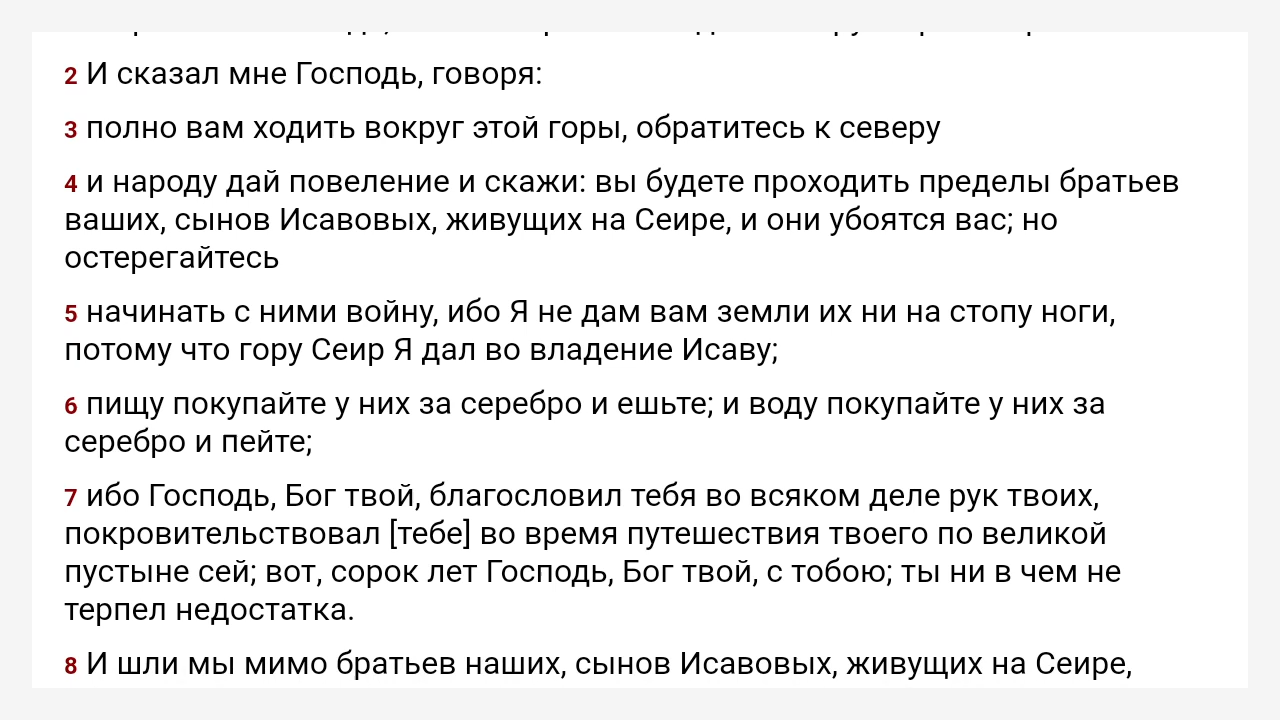 2 И сказал мне Господь, говоря:
3 полно вам ходить вокруг этой горы, обратитесь к северу
4 и народу дай повеление и скажи: вы будете проходить пределы братьев
ваших, сынов Исавовых, живущих на Сеире, и они убоятся вас; но
остерегайтесь
5 начинать с ними войну, ибо Я не дам вам земли их ни на стопу ноги,
потому что гору Сеир Я дал во владение Исаву;
6 пищу покупайте у них за серебро и ешьте; и воду покупайте у них за
серебро и пейте;
7 ибо Господь, Бог твой, благословил тебя во всяком деле рук твоих,
покровительствовал [тебе] во время путешествия твоего по великой
пустыне сей; вот, сорок лет Господь, Бог твой, с тобою; ты ни в чем не
терпел недостатка.
8 И шли мы мимо братьев наших, сынов Исавовых, живущих на Сеире,